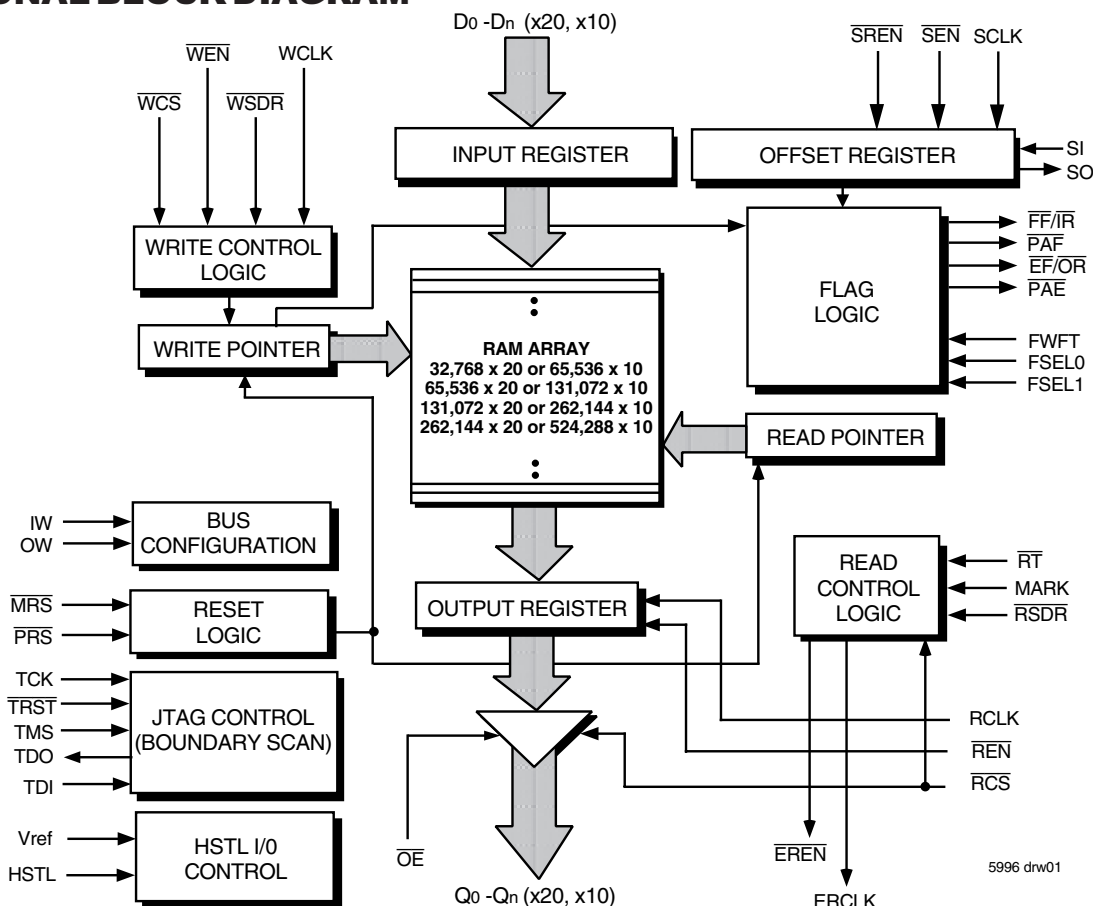 ONAL BLOCK DIAGRAM
D0 -Dn (x20, x10)
WEN
WCLK
SREN
SEN
SCLK
WCS
WSDR
INPUT REGISTER
OFFSET REGISTER
SI
SO
WRITE CONTROL
LOGIC
FF/IR
PAF
EF/OR
PAE
FLAG
LOGIC
WRITE POINTER
RAM ARRAY
32,768 x 20 or 65,536 x 10
65,536 x 20 or 131,072 x 10
131,072 x 20 or 262,144 x 10
262,144 x 20 or 524,288 x 10
FWFT
FSEL0
FSEL1
READ POINTER
IW
OW
BUS
CONFIGURATION
READ
CONTROL
LOGIC
RT
MARK
RSDR
MRS
PRS
RESET
LOGIC
OUTPUT REGISTER
TCK
TRST
TMS
TDO
TDI
JTAG CONTROL
(BOUNDARY SCAN)
RCLK
REN
RCS
Vref
HSTL
HSTL I/0
CONTROL
OE
EREN
5996 drw01
Q0 -Qn (x20, x10)
ERCLK